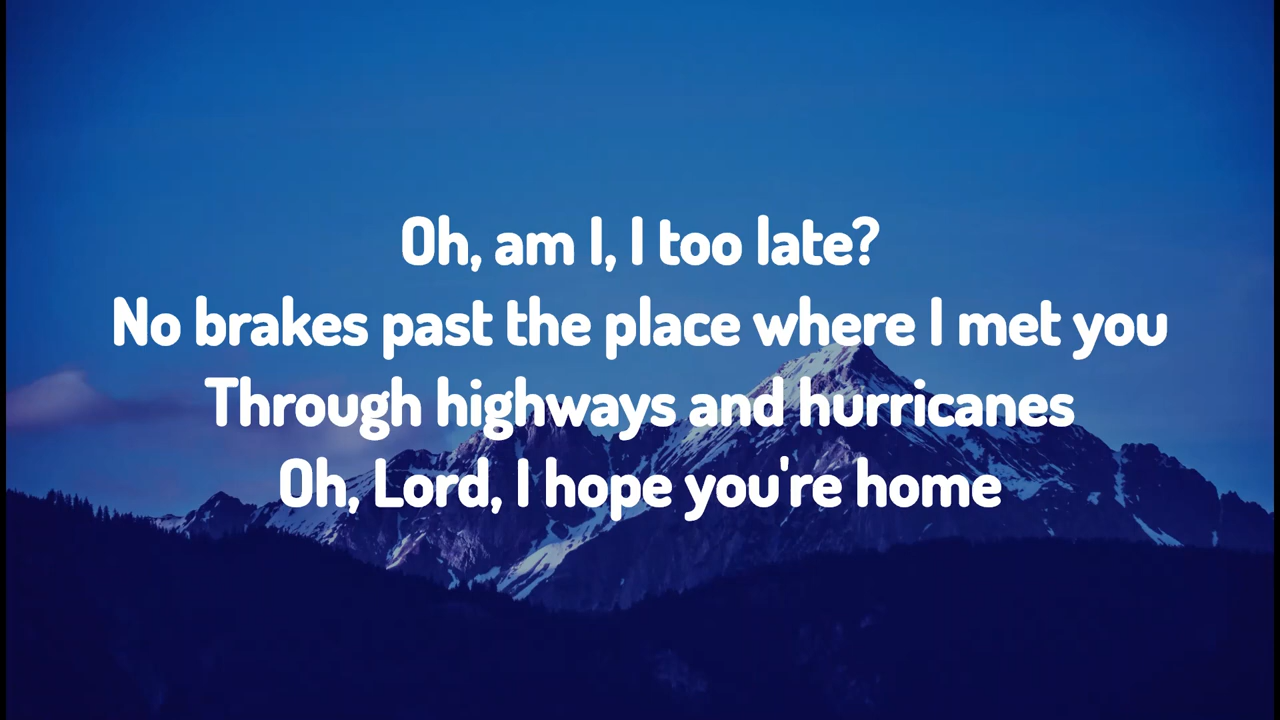 Oh, am I, I too late?
No brakes past the place where I met you
Through highways and hurricanes
Oh, Lord, I hope you're home